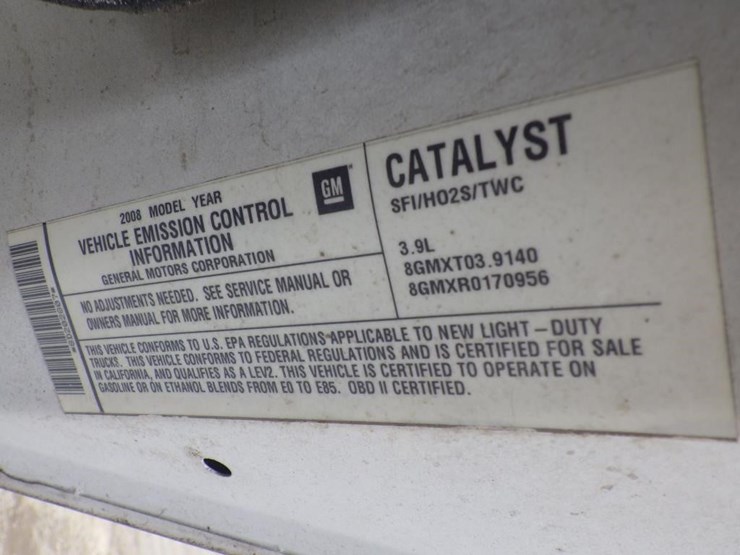 2008 MODEL YEAR
VEHICLE EMISSION CONTROL
INFORMATION
GENERAL MOTORS CORPORATION
GM
CATALYST
SFI/HO2S/TWC
3.9L
8GMXT03.9140
8GMXR0170956
NO ADJUSTMENTS NEEDED. SEE SERVICE MANUAL OR
OWNERS MANUAL FOR MORE INFORMATION.
THIS VEHICLE CONFORMS TO U.S. EPA REGULATIONS APPLICABLE TO NEW LIGHT-DUTY
TRUCKS. THIS VEHICLE CONFORMS TO FEDERAL REGULATIONS AND IS CERTIFIED FOR SALE
IN CALIFORNIA, AND QUALIFIES AS A LEV2. THIS VEHICLE IS CERTIFIED TO OPERATE ON
GASOLINE OR ON ETHANOL BLENDS FROM E0 TO E85. OBD II CERTIFIED.